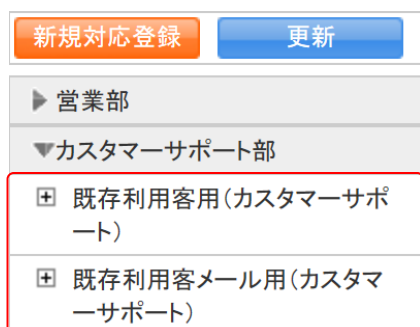 新規対応登録 更新
営業部
カスタマーサポート部
既存利用客用(カスタマーサポ
ート)
既存利用客メール用(カスタマ
ーサポート)